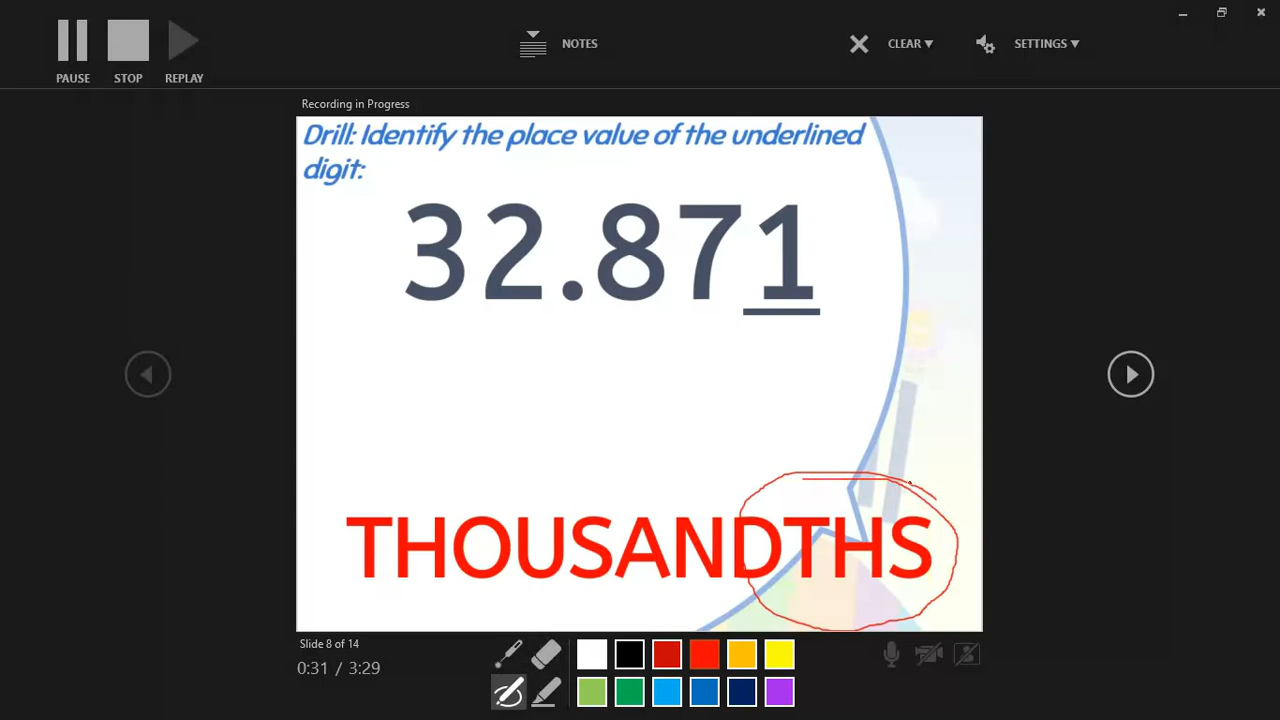 PAUSE STOP REPLAY
NOTES
CLEAR
SETTINGS
Recording in Progress
Drill: Identify the place value of the underlined
digit:
32.871
THOUSANDTHS
Slide 8 of 14
0:31 / 3:29